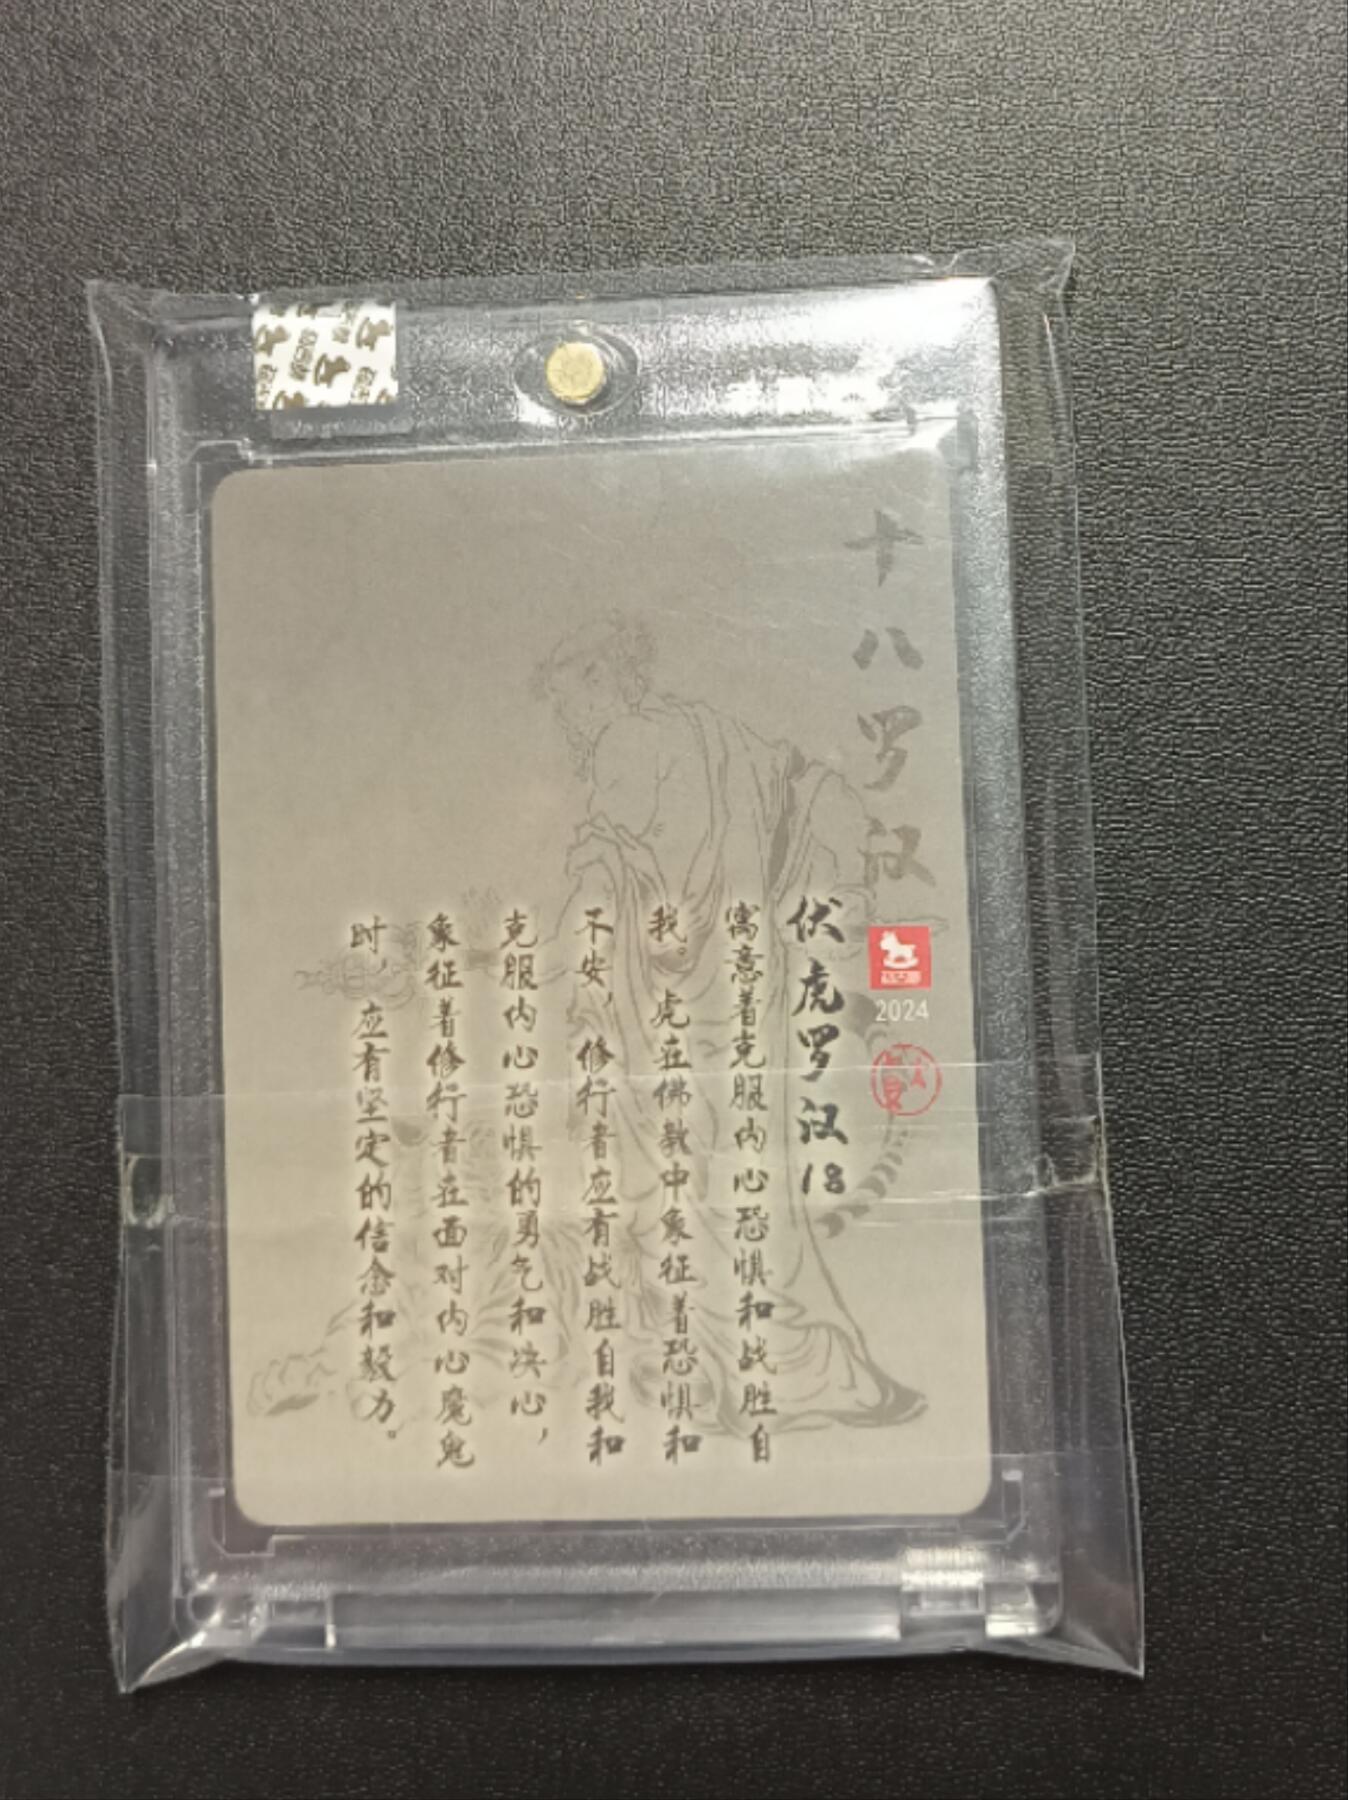 十八罗汉
2024
伏虎罗汉18
寓意着克服内心恐惧和战胜自
我。虎在佛教中象征着恐惧和
不安，修行者应有战胜自我和
克服内心恐惧的勇气和决心，
象征着修行者在面对内心魔鬼
时，应有坚定的信念和毅力。